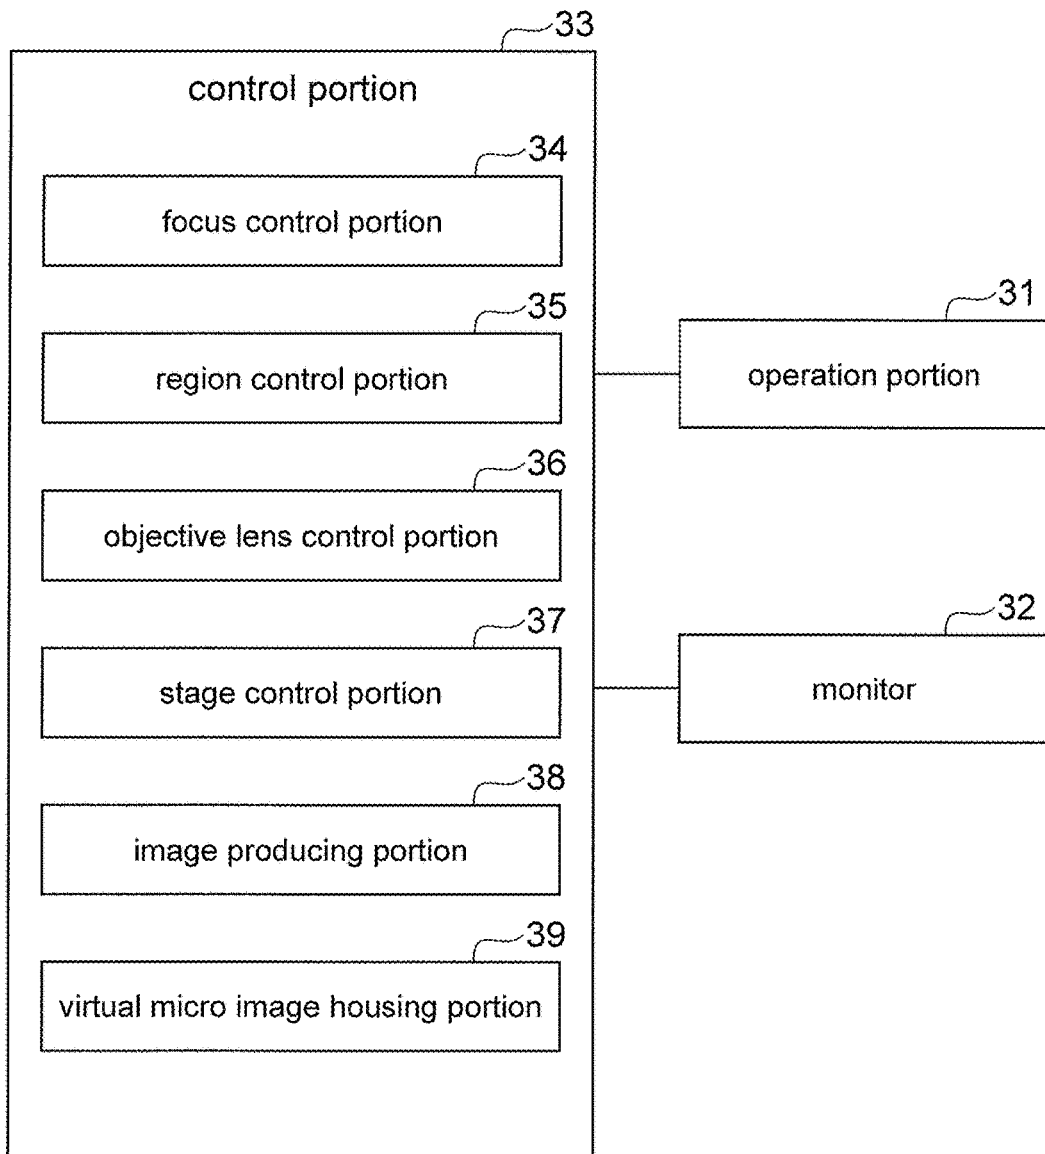 33
control portion
34
focus control portion
35
region control portion
36
objective lens control portion
37
stage control portion
38
image producing portion
39
virtual micro image housing portion
31
operation portion
32
monitor